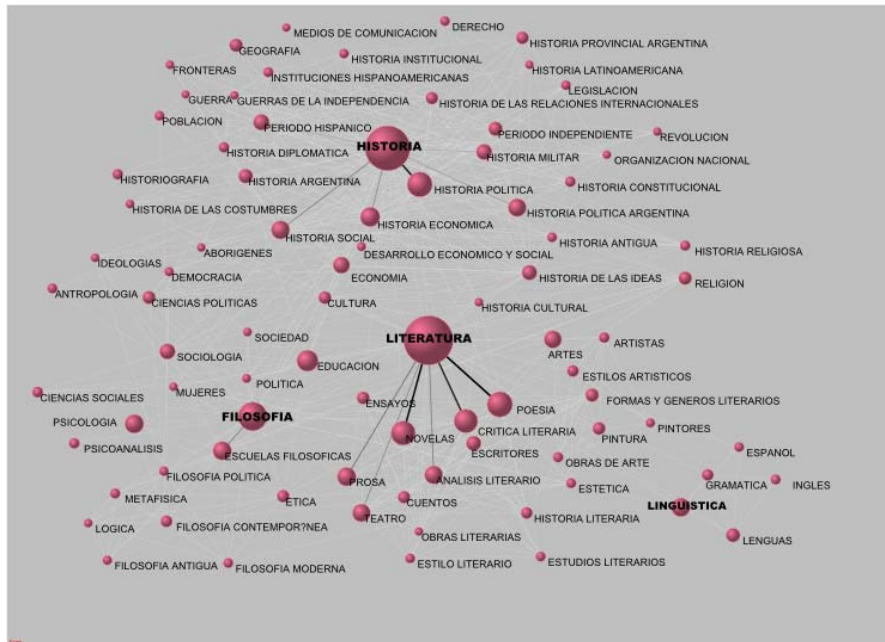 DERECHO
MEDIOS DE COMUNICACION
HISTORIA PROVINCIAL ARGENTINA
GEOGRAFIA
HISTORIA INSTITUCIONAL
FRONTERAS
INSTITUCIONES HISPANOAMERICANAS
HISTORIA LATINOAMERICANA
LEGISLACION
GUERRA
GUERRAS DE LA INDEPENDENCIA
HISTORIA DE LAS RELACIONES INTERNACIONALES
POBLACION
PERIODO HISPANICO
PERIODO INDEPENDIENTE
REVOLUCION
HISTORIA
HISTORIA DIPLOMATICA
HISTORIA MILITAR
ORGANIZACION NACIONAL
HISTORIOGRAFIA
HISTORIA ARGENTINA
HISTORIA POLITICA
HISTORIA CONSTITUCIONAL
HISTORIA DE LAS COSTUMBRES
HISTORIA ECONOMICA
HISTORIA POLITICA ARGENTINA
HISTORIA SOCIAL
HISTORIA ANTIGUA
HISTORIA RELIGIOSA
ABORIGENES
DESARROLLO ECONOMICO Y SOCIAL
IDEOLOGIAS
DEMOCRACIA
ECONOMIA
HISTORIA DE LAS IDEAS
RELIGION
ANTROPOLOGIA
CIENCIAS POLITICAS
CULTURA
HISTORIA CULTURAL
SOCIEDAD
LITERATURA
ARTISTAS
SOCIOLOGIA
EDUCACION
ARTES
ESTILOS ARTISTICOS
CIENCIAS SOCIALES
MUJERES
POLITICA
ENSAYOS
POESIA
FORMAS Y GENEROS LITERARIOS
PSICOLOGIA
FILOSOFIA
NOVELAS
CRITICA LITERARIA
PINTURA
PINTORES
PSICOANALISIS
ESCUELAS FILOSOFICAS
ESCRITORES
ESPANOL
FILOSOFIA POLITICA
PROSA
ANALISIS LITERARIO
OBRAS DE ARTE
GRAMATICA
INGLES
METAFISICA
ETICA
CUENTOS
ESTETICA
LINGUISTICA
LOGICA
FILOSOFIA CONTEMPOR?NEA
TEATRO
HISTORIA LITERARIA
OBRAS LITERARIAS
LENGUAS
FILOSOFIA ANTIGUA
FILOSOFIA MODERNA
ESTILO LITERARIO
ESTUDIOS LITERARIOS